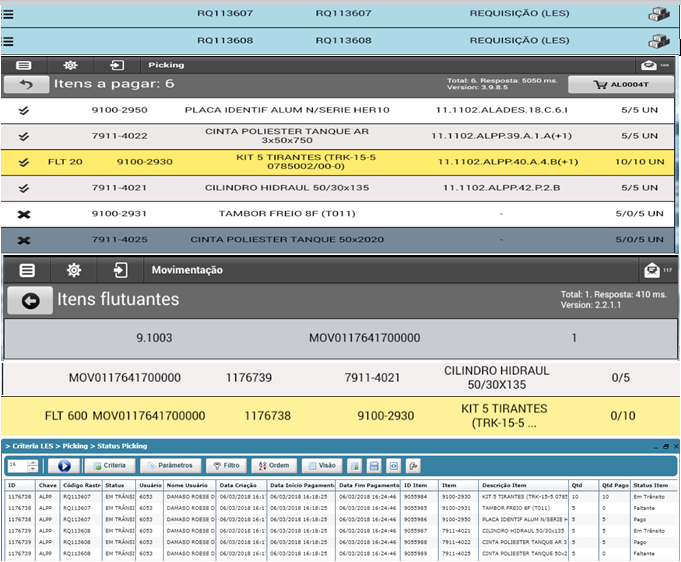 RQ113607 RQ113607 REQUISIÇÃO (LES)
RQ113608 RQ113608 REQUISIÇÃO (LES)
Picking
Itens a pagar: 6
Total: 6. Resposta: 5050 ms.
Version: 3.9.8.5
AL0004T
9100-2950 PLACA IDENTIF ALUM N/SERIE HER10 11.1102.ALADES.18.C.6.I 5/5 UN
7911-4022 CINTA POLIESTER TANQUE AR 3x50x750 11.1102.ALPP.39.A.1.A(+1) 5/5 UN
FLT 20 9100-2930 KIT 5 TIRANTES (TRK-15-5 0785002/00-0) 11.1102.ALPP.40.A.4.B(+1) 10/10 UN
7911-4021 CILINDRO HIDRAUL 50/30x135 11.1102.ALPP.42.P.2.B 5/5 UN
9100-2931 TAMBOR FREIO 8F (T011) - 5/0/5 UN
7911-4025 CINTA POLIESTER TANQUE 50x2020 - 5/0/5 UN
Movimentação
117
Itens flutuantes
Total: 1. Resposta: 410 ms.
Version: 2.2.1.1
9.1003 MOV0117641700000 1
MOV0117641700000 1176739 7911-4021 CILINDRO HIDRAUL 50/30X135 0/5
FLT 600 MOV0117641700000 1176738 9100-2930 KIT 5 TIRANTES (TRK-15-5 ... 0/10
> Criteria LES > Picking > Status Picking
16 Criteria Parâmetros Filtro Ordem Visão
ID Chave Código Rastr Status Usuário Nome Usuário Data Criação Data Início Pagamento Data Fim Pagamento ID Item Item Descrição Item Qtd Qtd Pago Status Item
1176738 ALPP RQ113607 EM TRÂNSI 6053 DAMASO ROESE D 06/03/2018 16:1 06/03/2018 16:18:25 06/03/2018 16:24:46 9055984 9100-2930 KIT 5 TIRANTES (TRK-15-5 0785 10 10 Em Trânsito
1176738 ALPP RQ113607 EM TRÂNSI 6053 DAMASO ROESE D 06/03/2018 16:1 06/03/2018 16:18:25 06/03/2018 16:24:46 9055985 9100-2931 TAMBOR FREIO 8F (T011) 5 0 Faltante
1176738 ALPP RQ113607 EM TRÂNSI 6053 DAMASO ROESE D 06/03/2018 16:1 06/03/2018 16:18:25 06/03/2018 16:24:46 9055986 9100-2950 PLACA IDENTIF ALUM N/SERIE H 5 5 Pago
1176739 ALPP RQ113608 EM TRÂNSI 6053 DAMASO ROESE D 06/03/2018 16:1 06/03/2018 16:18:25 06/03/2018 16:24:46 9055987 7911-4021 CILINDRO HIDRAUL 50/30x135 5 5 Em Trânsito
1176739 ALPP RQ113608 EM TRÂNSI 6053 DAMASO ROESE D 06/03/2018 16:1 06/03/2018 16:18:25 06/03/2018 16:24:46 9055988 7911-4022 CINTA POLIESTER TANQUE AR 3 5 5 Pago
1176739 ALPP RQ113608 EM TRÂNSI 6053 DAMASO ROESE D 06/03/2018 16:1 06/03/2018 16:18:25 06/03/2018 16:24:46 9055989 7911-4025 CINTA POLIESTER TANQUE 50x2 5 0 Faltante